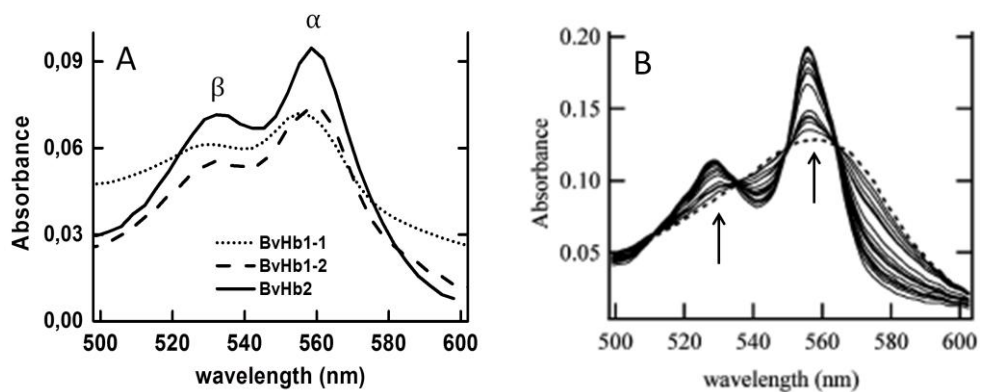 A
α
β
0,09
0,06
0,03
0,00
Absorbance
BvHb1-1
BvHb1-2
BvHb2
500 520 540 560 580 600
wavelength (nm)
B
0.20
0.15
0.10
0.05
Absorbance
500 520 540 560 580 600
wavelength (nm)